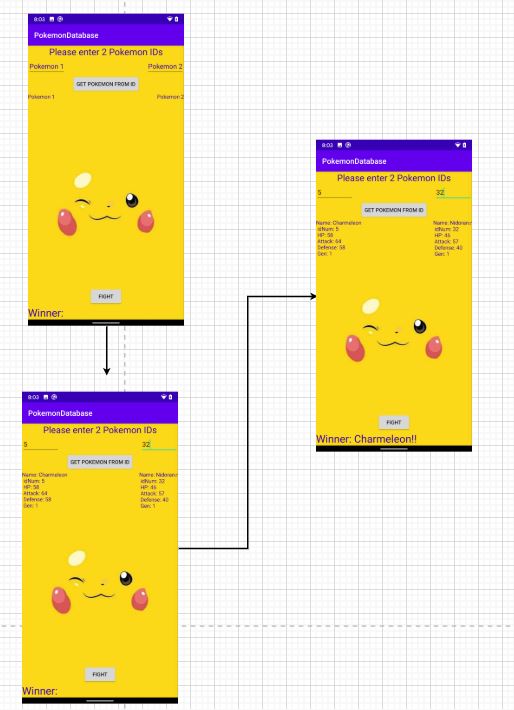 8:03
PokemonDatabase
Please enter 2 Pokemon IDs
Pokemon 1 Pokemon 2
GET POKEMON FROM ID
Pokemon 1 Pokemon 2
FIGHT
Winner:
8:03
PokemonDatabase
Please enter 2 Pokemon IDs
5 32
GET POKEMON FROM ID
Name: Charmeleon Name: Nidoran
IdNum: 5 IdNum: 32
HP: 58 HP: 46
Attack: 64 Attack: 57
Defense: 58 Defense: 40
Gen: 1 Gen: 1
FIGHT
Winner:
8:03
PokemonDatabase
Please enter 2 Pokemon IDs
5 32
GET POKEMON FROM ID
Name: Charmeleon Name: Nidoran
IdNum: 5 IdNum: 32
HP: 58 HP: 46
Attack: 64 Attack: 57
Defense: 58 Defense: 40
Gen: 1 Gen: 1
FIGHT
Winner: Charmeleon!!